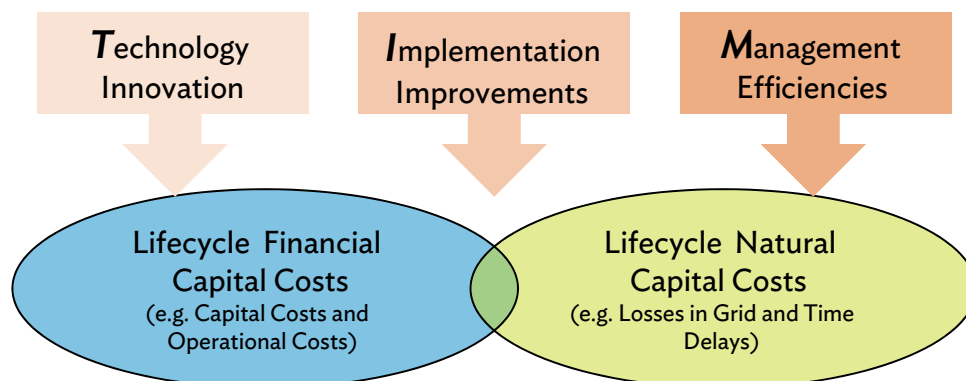 Technology
Innovation
Implementation
Improvements
Management
Efficiencies
Lifecycle Financial
Capital Costs
(e.g. Capital Costs and
Operational Costs)
Lifecycle Natural
Capital Costs
(e.g. Losses in Grid and Time
Delays)